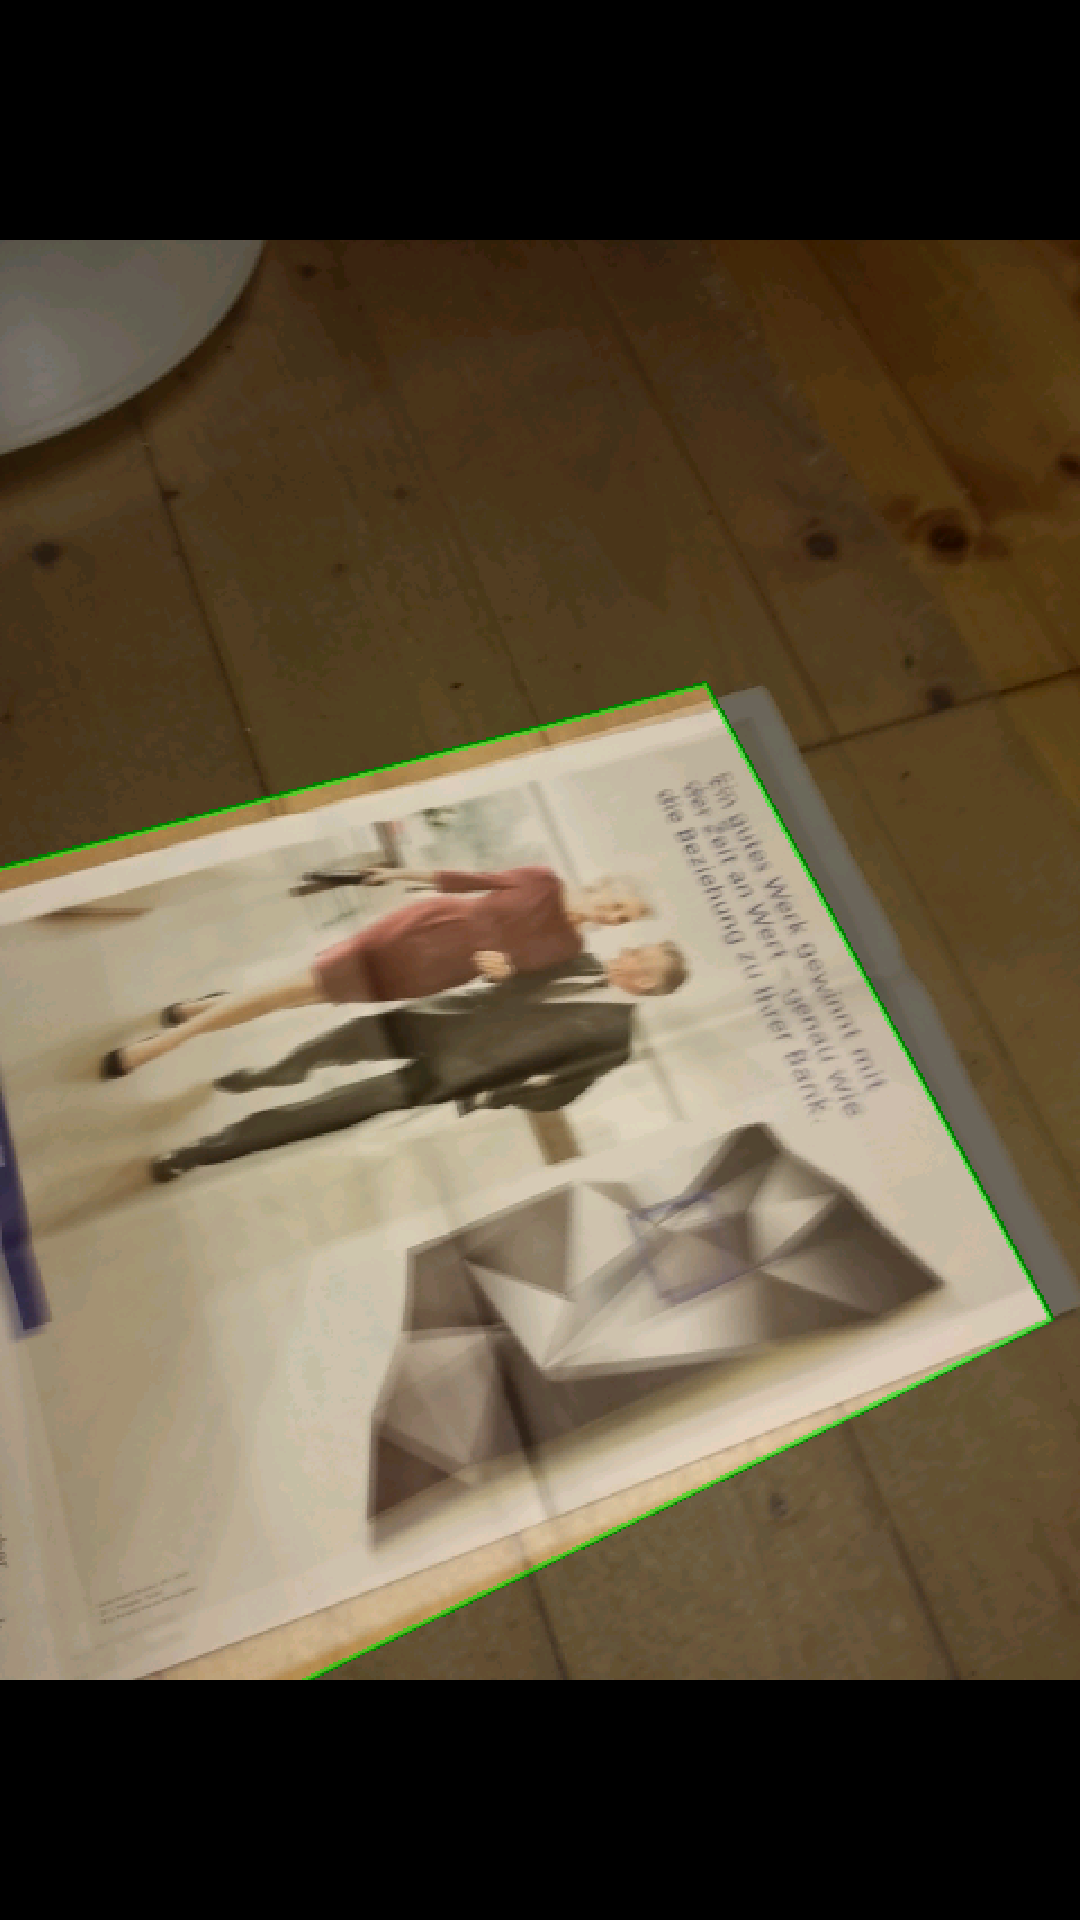 Ein gutes Werk gewinnt mit
der Zeit an Wert – genau wie
die Beziehung zu Ihrer Bank.